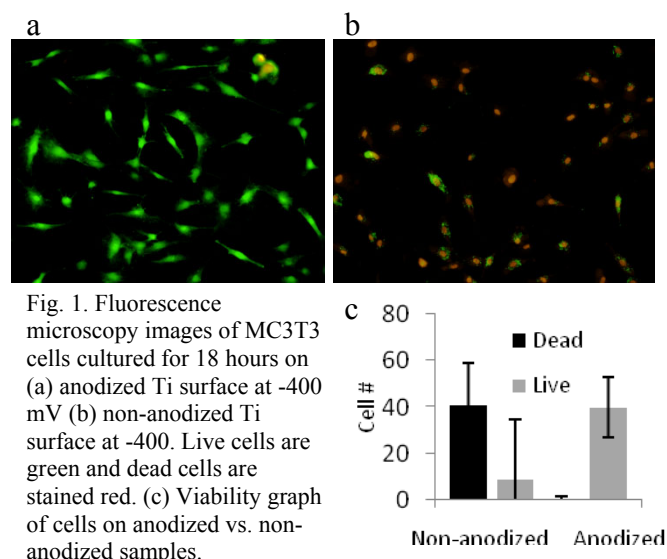 a
b
Fig. 1. Fluorescence
microscopy images of MC3T3
cells cultured for 18 hours on
(a) anodized Ti surface at -400
mV (b) non-anodized Ti
surface at -400. Live cells are
green and dead cells are
stained red. (c) Viability graph
of cells on anodized vs. non-
anodized samples.
c
80
60
40
20
0
Cell #
Dead
Live
Non-anodized
Anodized